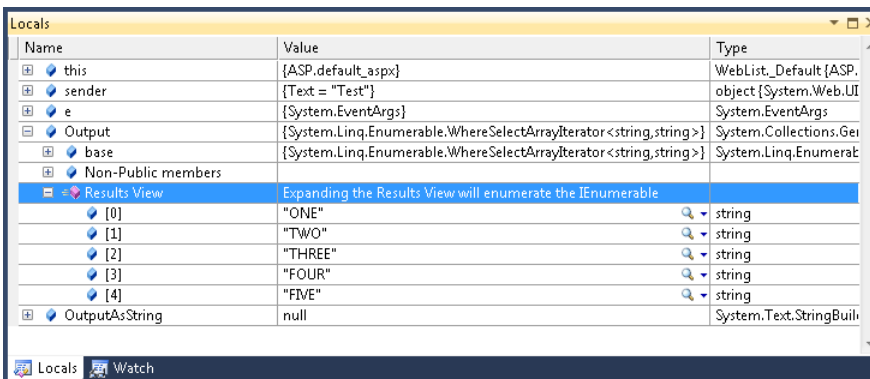 Locals
Name Value Type
this {ASP.default_aspx} WebList._Default {ASP.
sender {Text = "Test"} object {System.Web.UI
e {System.EventArgs} System.EventArgs
Output {System.Linq.Enumerable.WhereSelectArrayIterator<string,string>} System.Collections.Ger
base {System.Linq.Enumerable.WhereSelectArrayIterator<string,string>} System.Linq.Enumerab
Non-Public members
Results View Expanding the Results View will enumerate the IEnumerable
[0] "ONE" string
[1] "TWO" string
[2] "THREE" string
[3] "FOUR" string
[4] "FIVE" string
OutputAsString null System.Text.StringBuil
Locals Watch